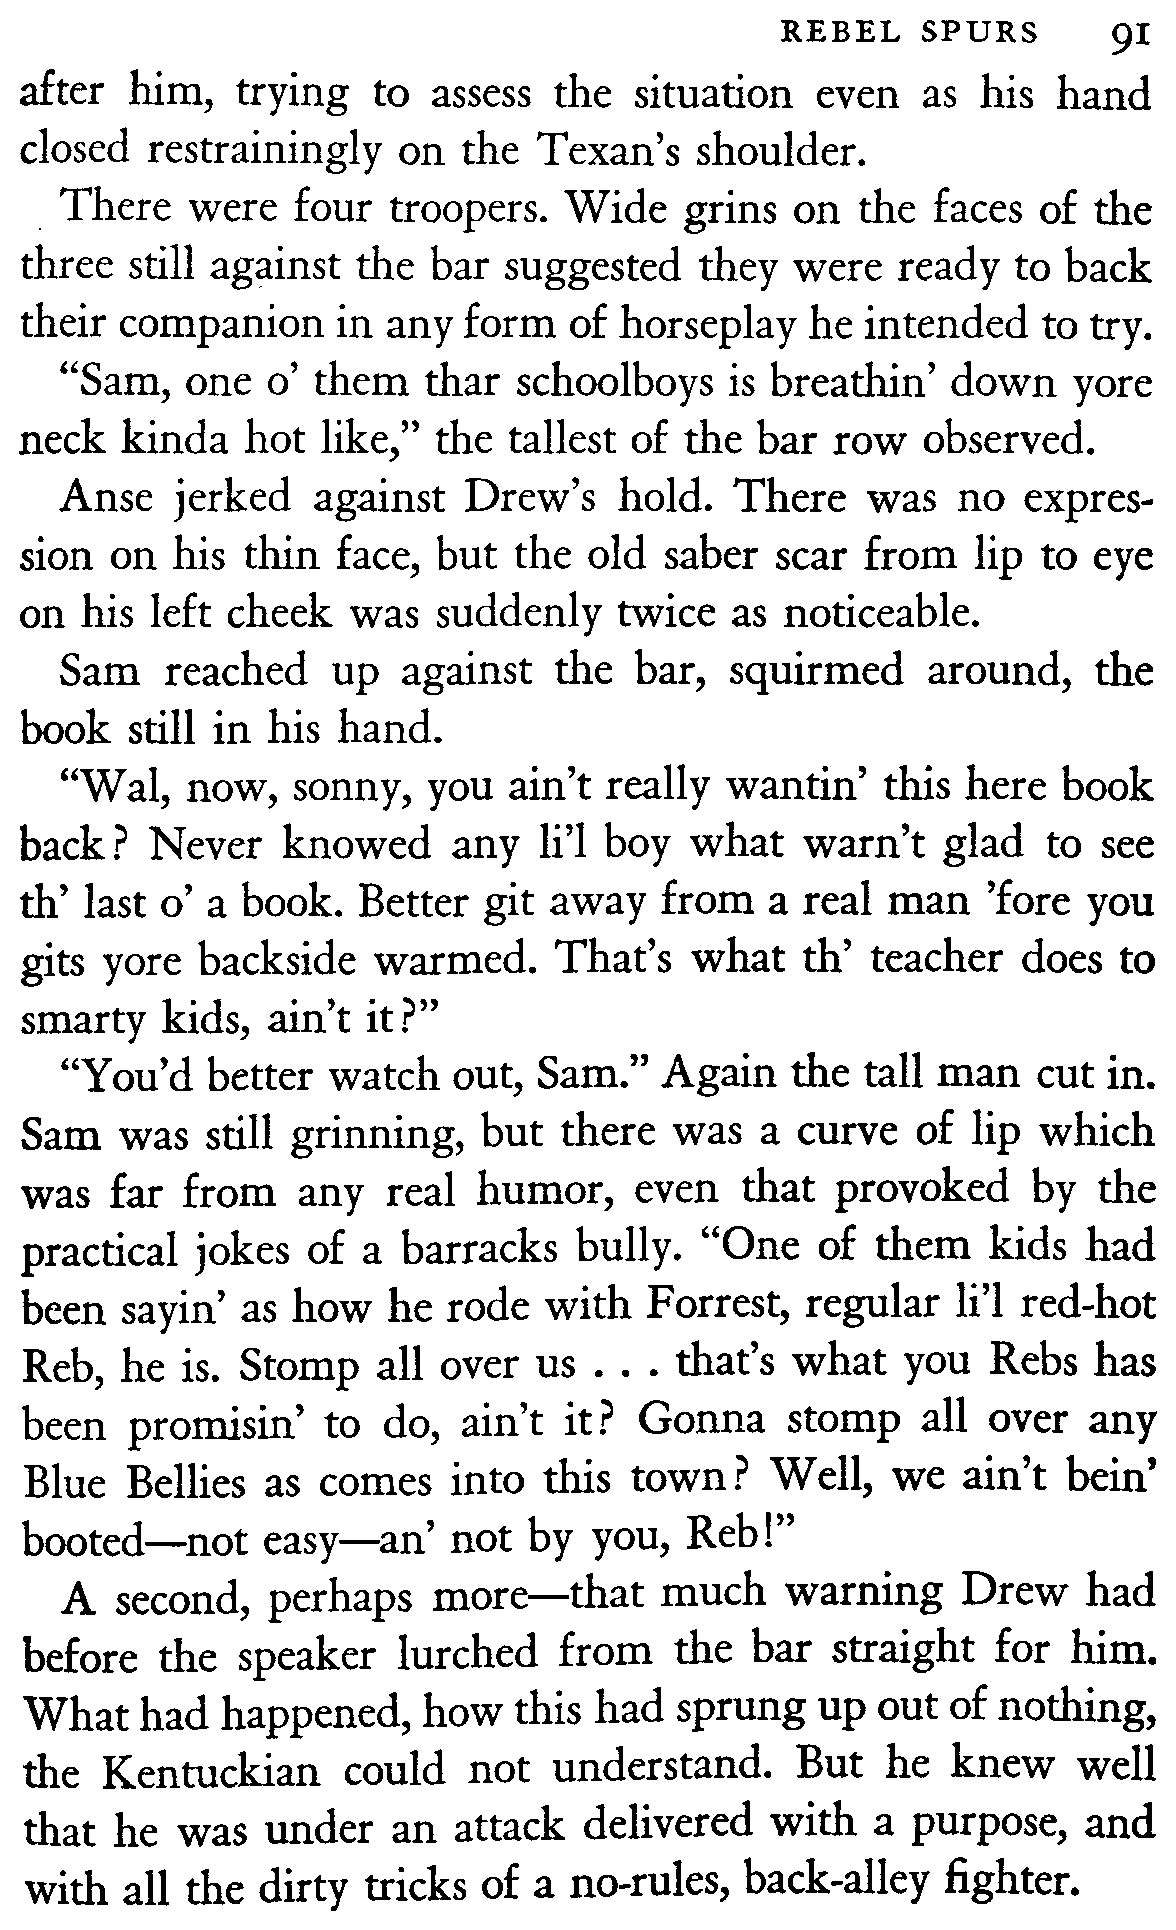 REBEL SPURS 91
after him, trying to assess the situation even as his hand
closed restrainingly on the Texan’s shoulder.
There were four troopers. Wide grins on the faces of the
three still against the bar suggested they were ready to back
their companion in any form of horseplay he intended to try.
“Sam, one o’ them thar schoolboys is breathin’ down yore
neck kinda hot like,” the tallest of the bar row observed.
Anse jerked against Drew’s hold. There was no expres-
sion on his thin face, but the old saber scar from lip to eye
on his left cheek was suddenly twice as noticeable.
Sam reached up against the bar, squirmed around, the
book still in his hand.
“Wal, now, sonny, you ain’t really wantin’ this here book
back? Never knowed any li’l boy what warn’t glad to see
th’ last o’ a book. Better git away from a real man ’fore you
gits yore backside warmed. That’s what th’ teacher does to
smarty kids, ain’t it?”
“You’d better watch out, Sam.” Again the tall man cut in.
Sam was still grinning, but there was a curve of lip which
was far from any real humor, even that provoked by the
practical jokes of a barracks bully. “One of them kids had
been sayin’ as how he rode with Forrest, regular li’l red-hot
Reb, he is. Stomp all over us . . . that’s what you Rebs has
been promisin’ to do, ain’t it? Gonna stomp all over any
Blue Bellies as comes into this town? Well, we ain’t bein’
booted—not easy—an’ not by you, Reb!”
A second, perhaps more—that much warning Drew had
before the speaker lurched from the bar straight for him.
What had happened, how this had sprung up out of nothing,
the Kentuckian could not understand. But he knew well
that he was under an attack delivered with a purpose, and
with all the dirty tricks of a no-rules, back-alley fighter.